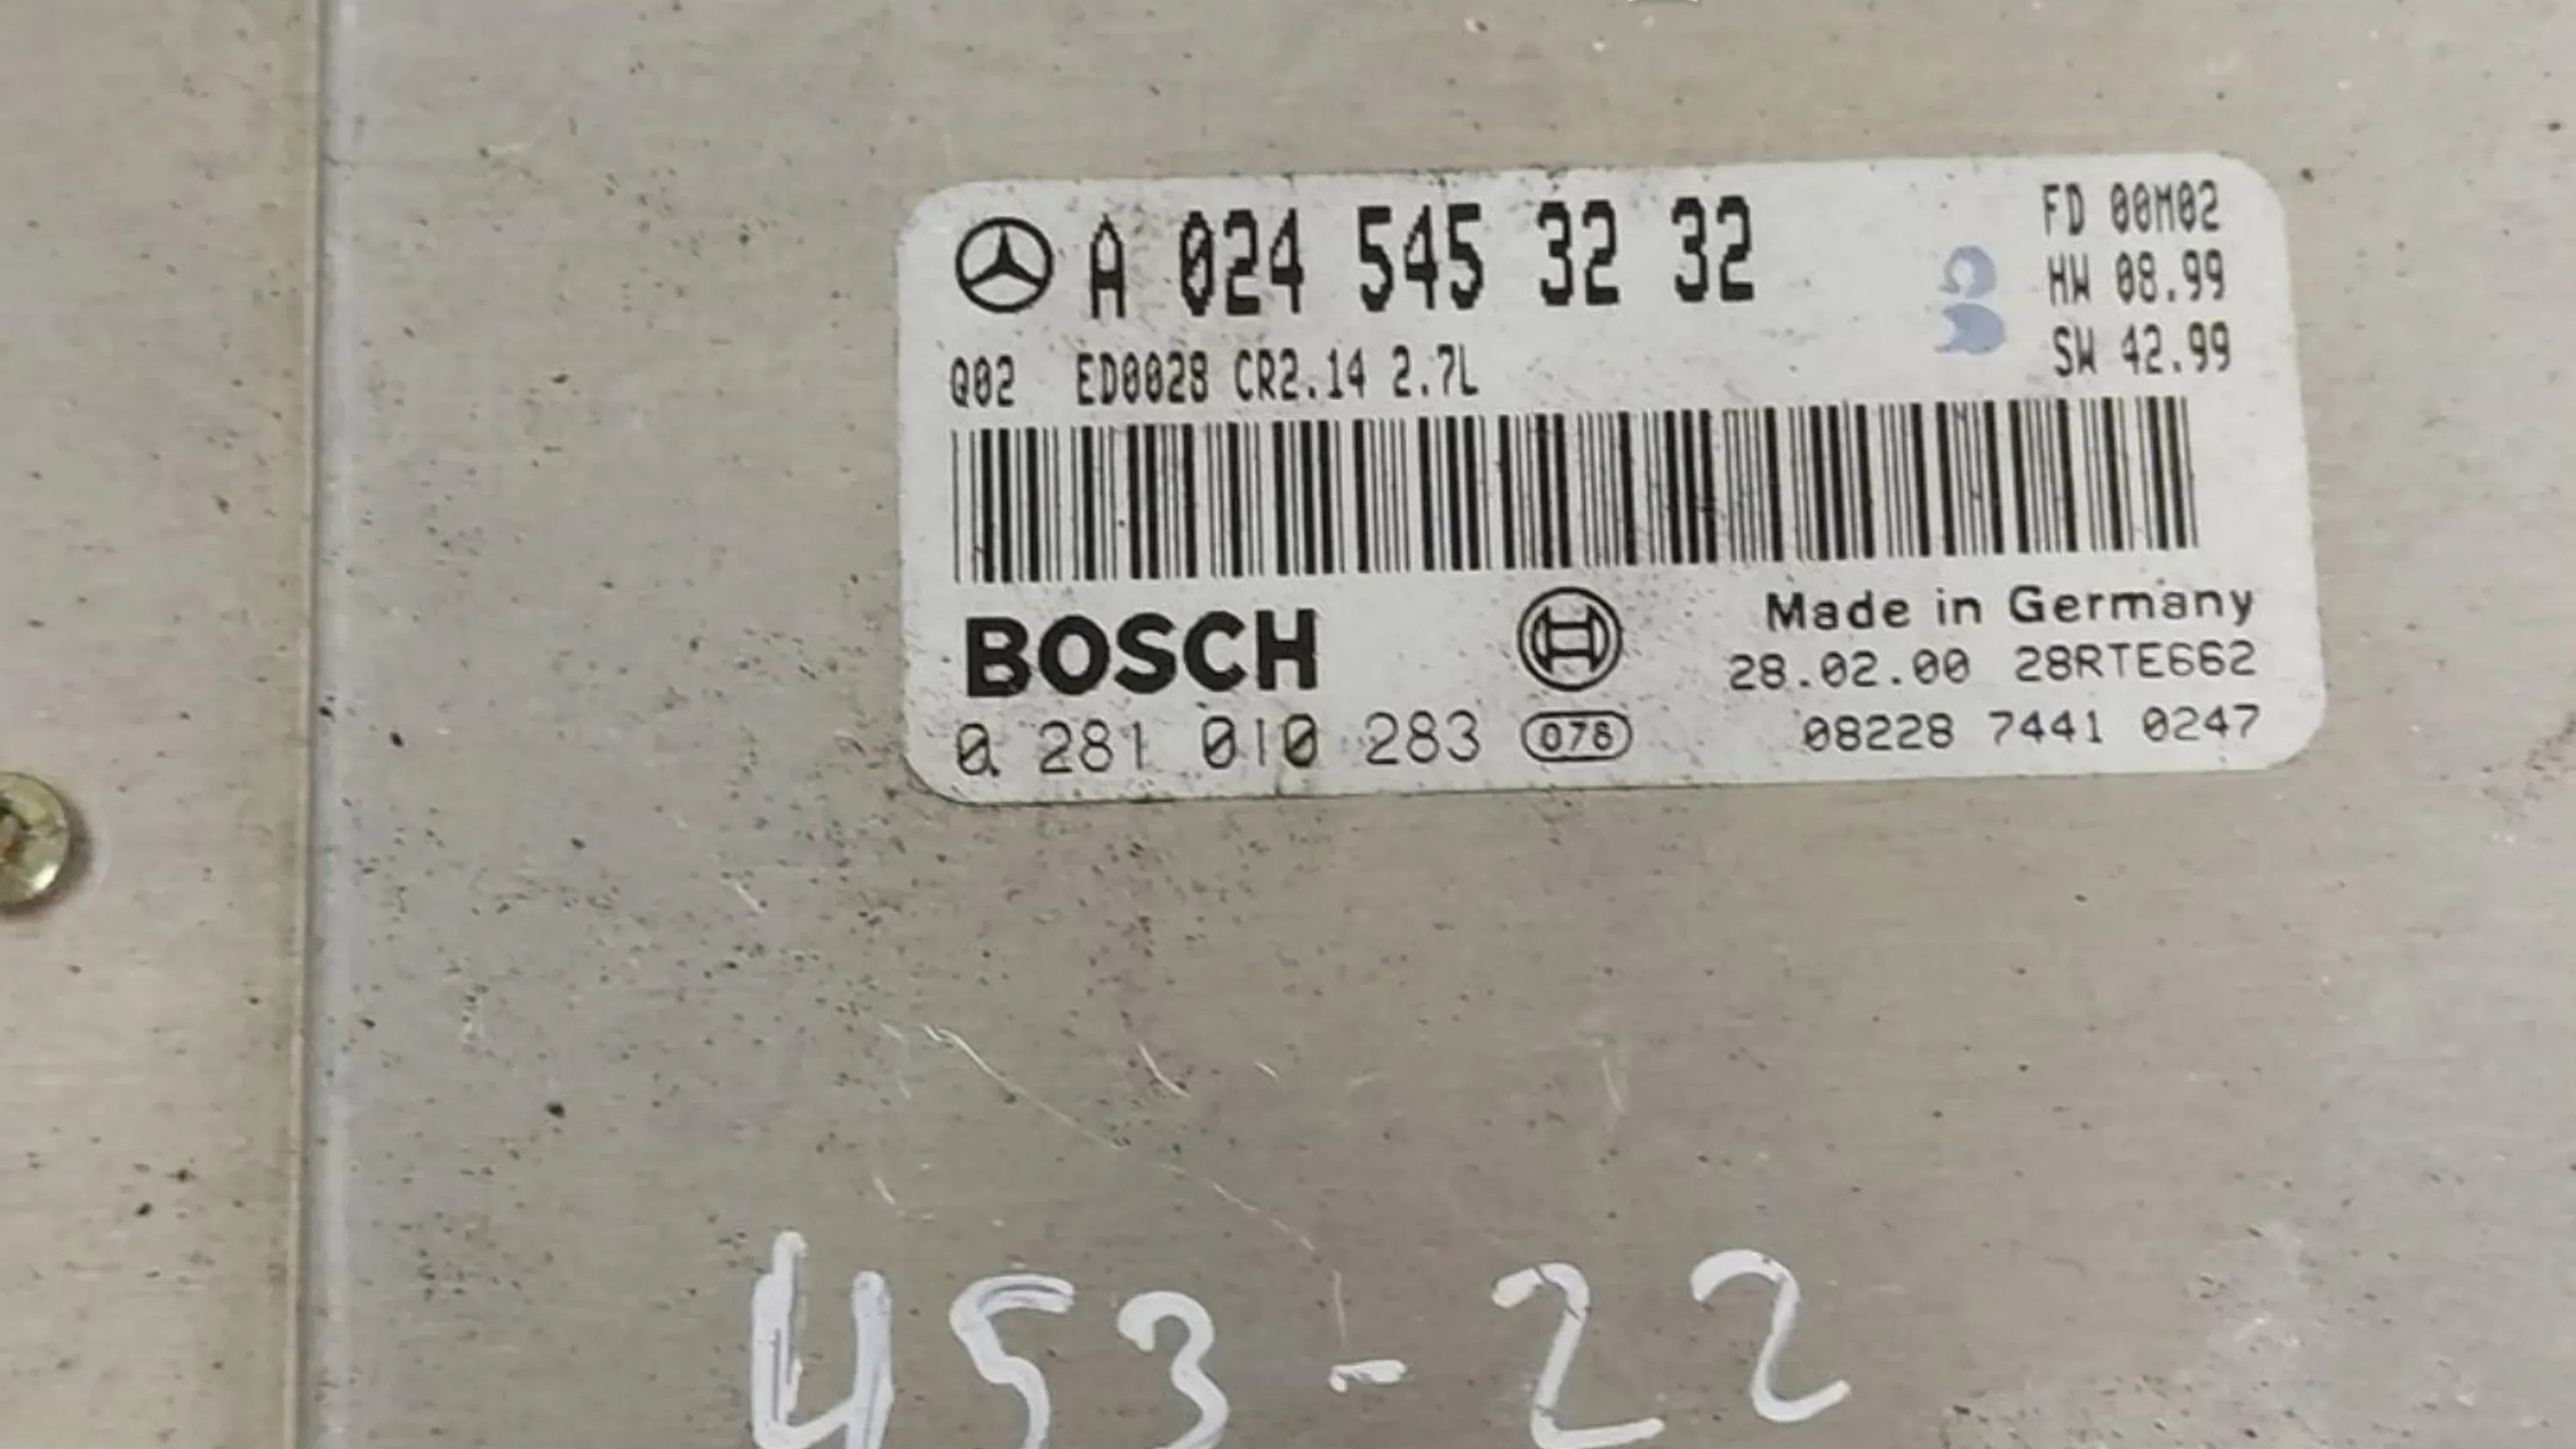 A 024 545 32 32
FD 00M02
HW 08.99
SW 42.99
Q02 ED0028 CR2.14 2.7L
BOSCH
Made in Germany
28.02.00 28RTE662
0 281 010 283 078 08228 7441 0247
453-22